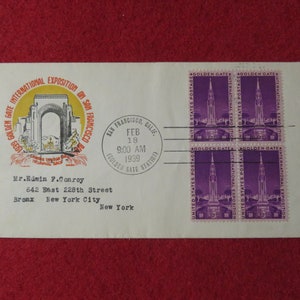 1939 GOLDEN GATE INTERNATIONAL EXPOSITION ON SAN FRANCISCO BAY
SAN FRANCISCO, CALIF.
FEB
18
9:00 AM
1939
(GOLDEN GATE STATION)
GOLDEN GATE
GOLDEN GATE
GOLDEN GATE
GOLDEN GATE
Mr.Edwin F.Conroy
642 East 228th Street
Bronx New York City
New York